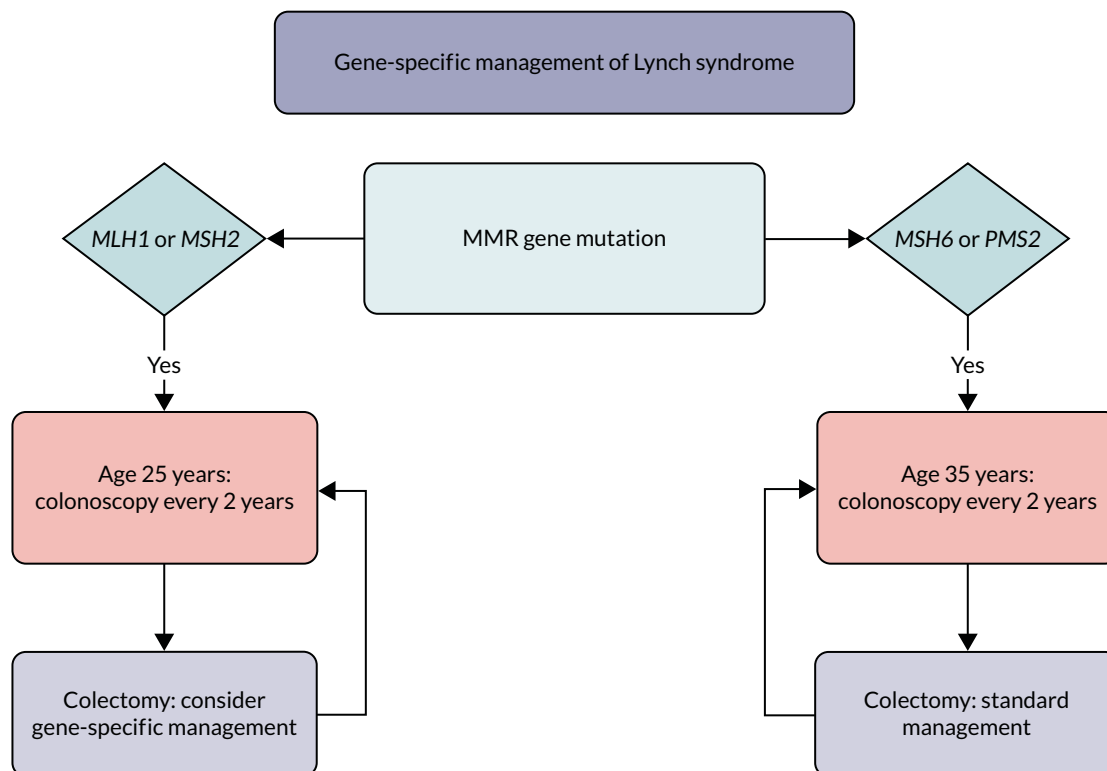 Gene-specific management of Lynch syndrome
MLH1 or MSH2
MMR gene mutation
MSH6 or PMS2
Yes
Yes
Age 25 years:
colonoscopy every 2 years
Age 35 years:
colonoscopy every 2 years
Colectomy: consider
gene-specific management
Colectomy: standard
management